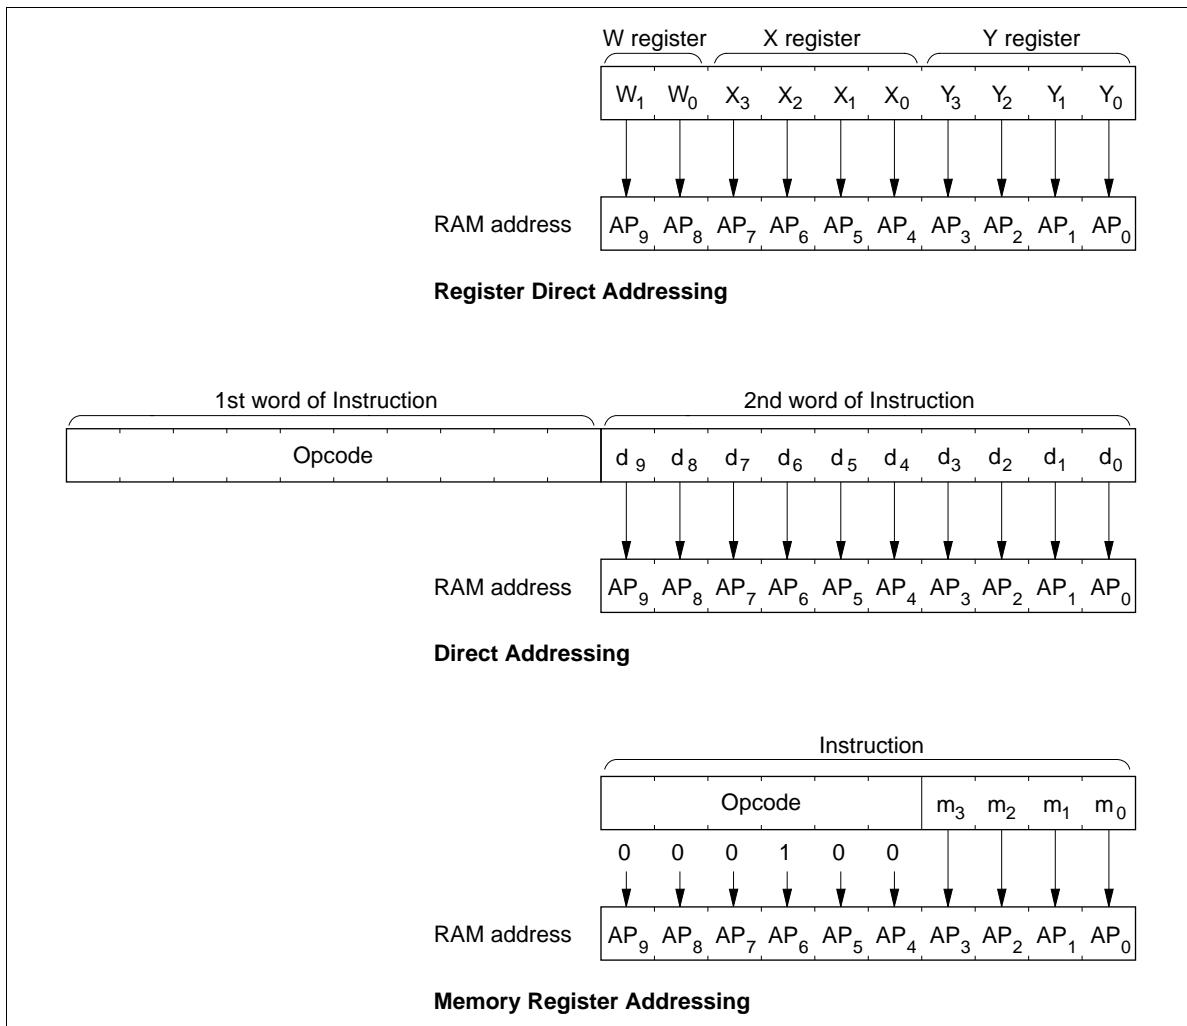 W register X register Y register
W1 W0 X3 X2 X1 X0 Y3 Y2 Y1 Y0
RAM address AP9 AP8 AP7 AP6 AP5 AP4 AP3 AP2 AP1 AP0
Register Direct Addressing
1st word of Instruction 2nd word of Instruction
Opcode d9 d8 d7 d6 d5 d4 d3 d2 d1 d0
RAM address AP9 AP8 AP7 AP6 AP5 AP4 AP3 AP2 AP1 AP0
Direct Addressing
Instruction
Opcode m3 m2 m1 m0
0 0 0 1 0 0
RAM address AP9 AP8 AP7 AP6 AP5 AP4 AP3 AP2 AP1 AP0
Memory Register Addressing